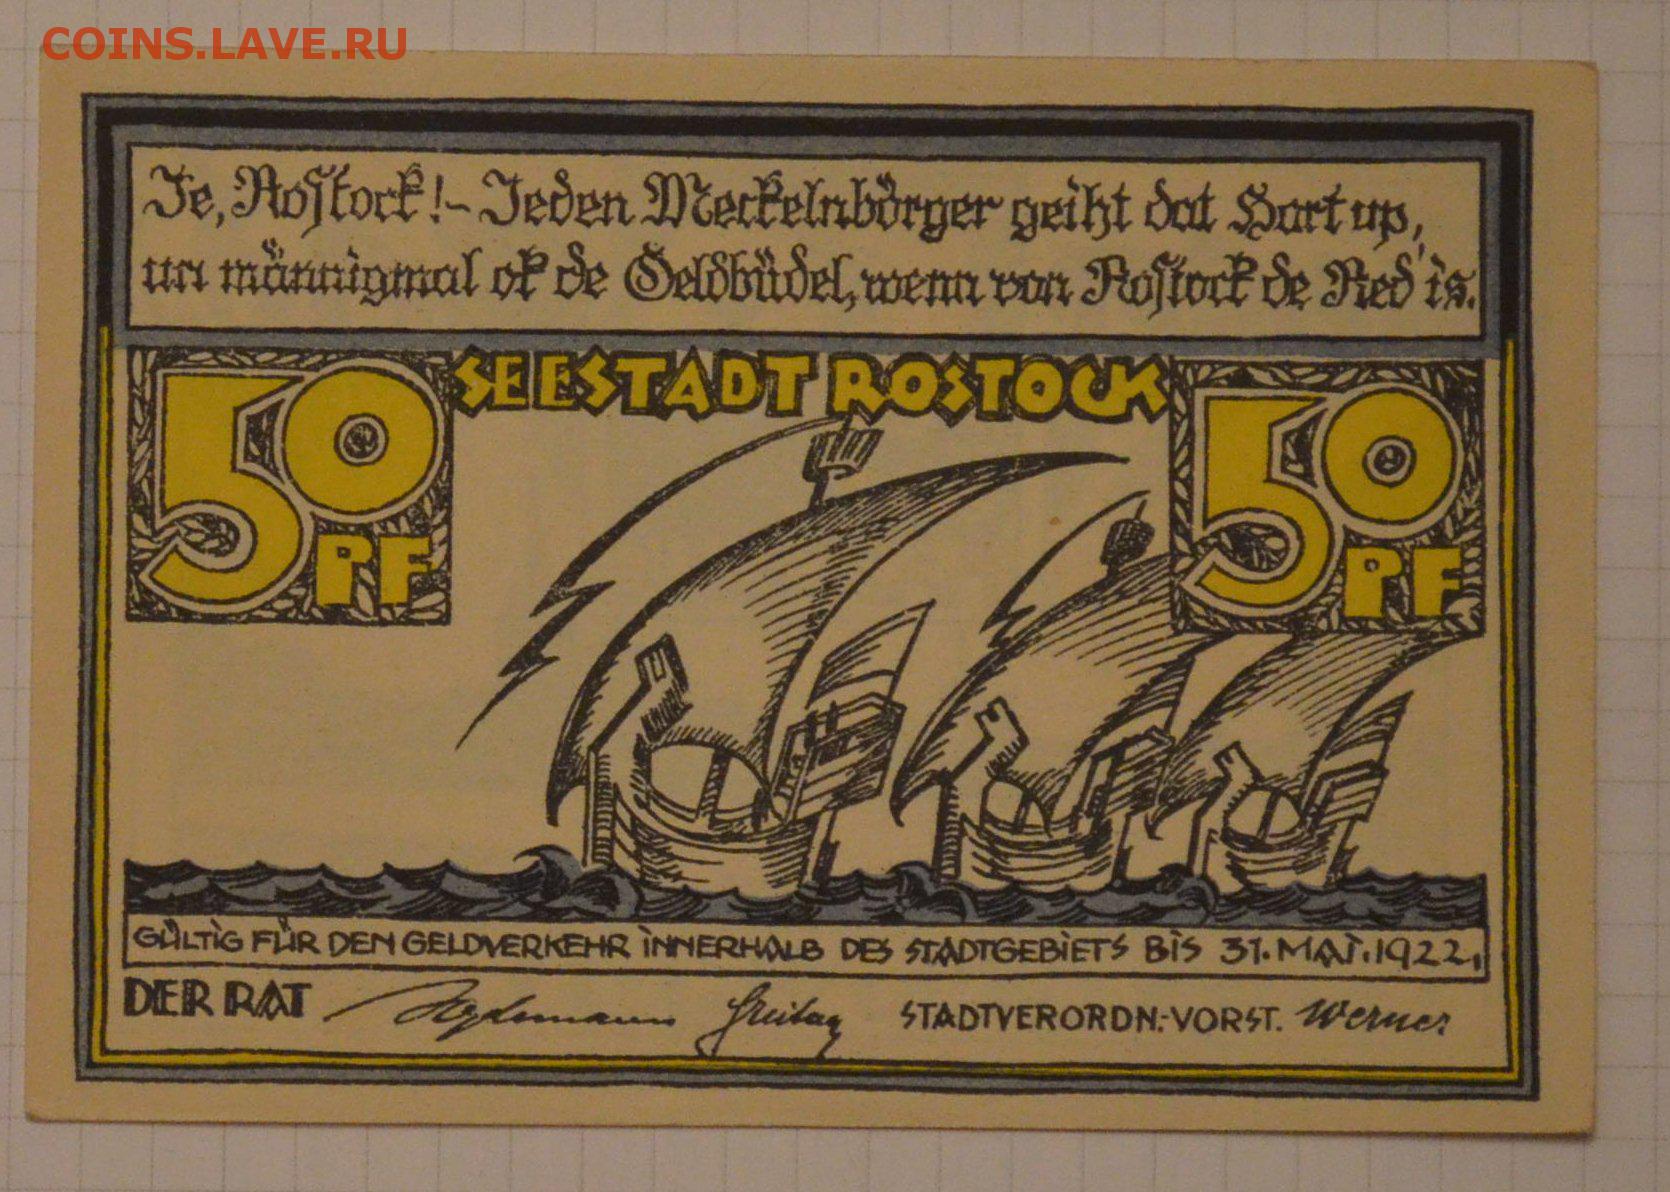 COINS.LAVE.RU
Je, Rostock! – Jeden Meckelnbörger geiht dat Hart up,
un männigmal ok de Geldbüdel, wenn von Rostock de Red' is.
SEESTADT ROSTOCK
50 PF
50 PF
GÜLTIG FÜR DEN GELDVERKEHR INNERHALB DES STADTGEBIETS BIS 31. MAI. 1922.
DER RAT Heydemann Freitag STADTVERORDN.-VORST. Werner